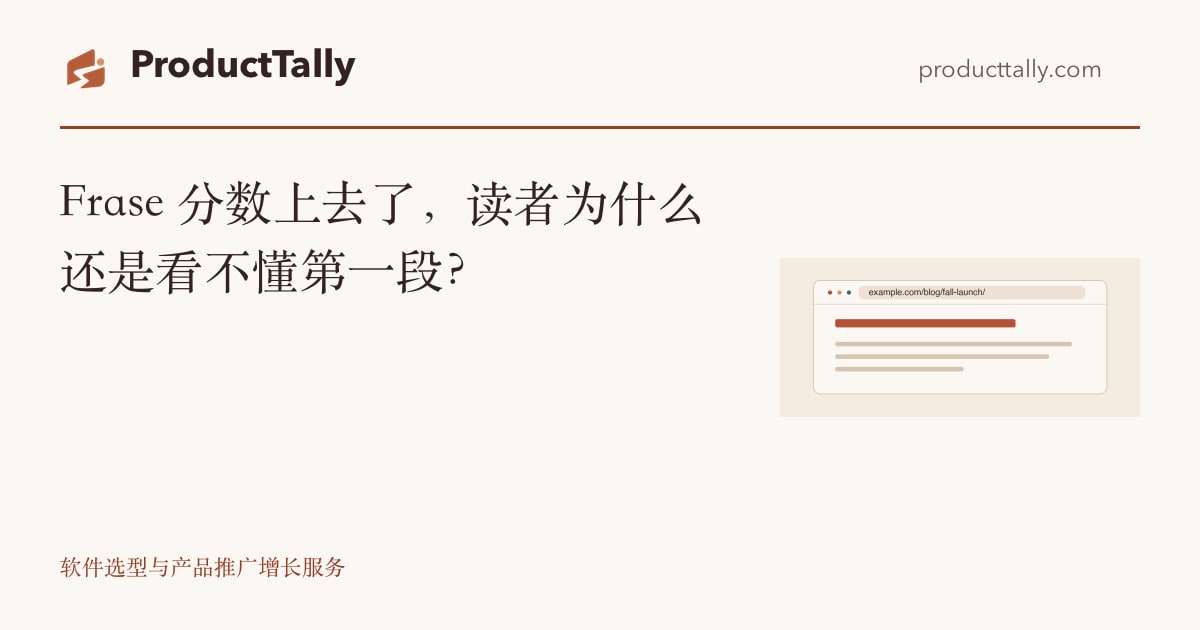 ProductTally
producttally.com
Frase 分数上去了，读者为什么
还是看不懂第一段？
example.com/blog/fall-launch/
软件选型与产品推广增长服务